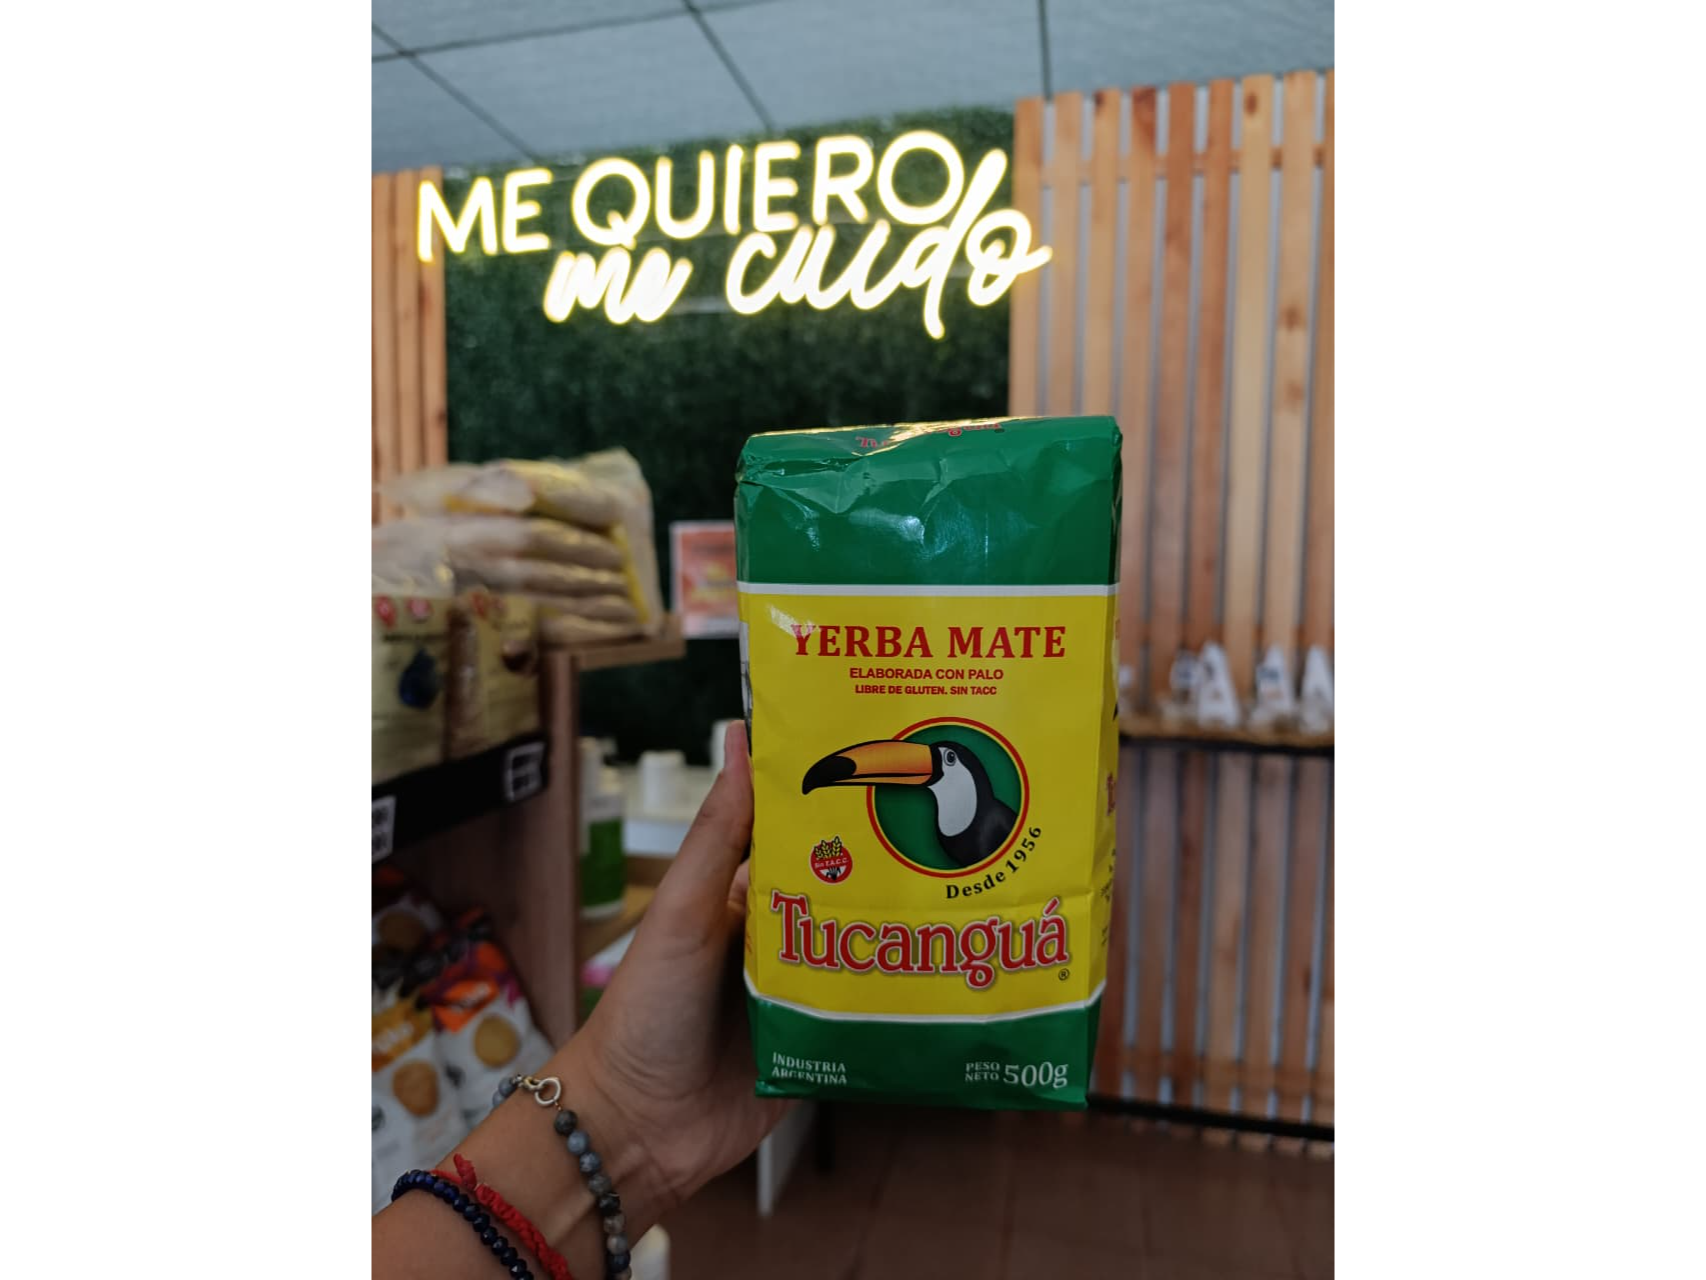 ME QUIERO
me cuido
YERBA MATE
ELABORADA CON PALO
LIBRE DE GLUTEN. SIN TACC
Desde 1956
Sin T.A.C.C.
Tucanguá
®
INDUSTRIA
ARGENTINA
PESO
NETO 500g